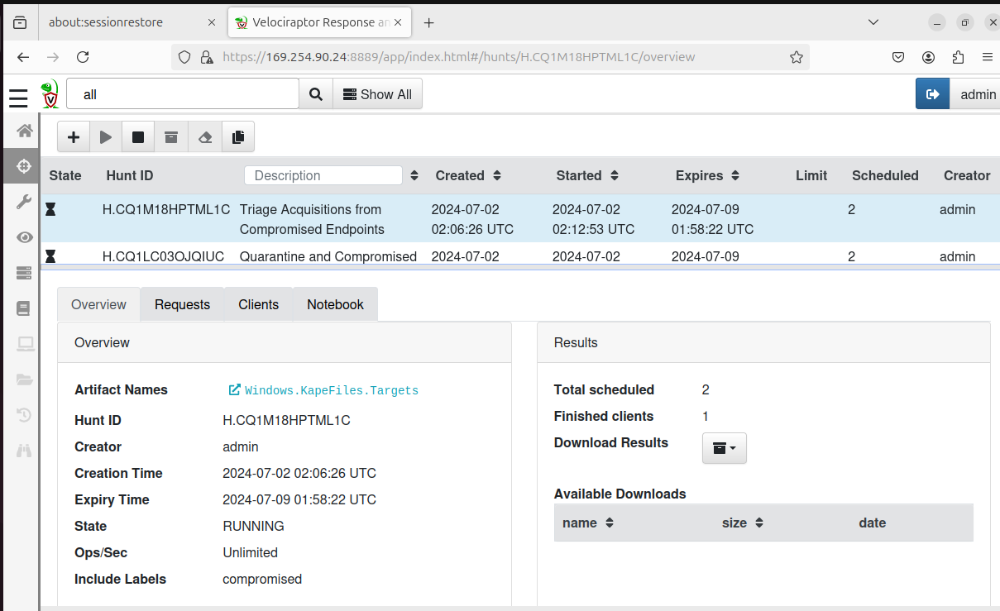 about:sessionrestore
Velociraptor Response an
https://169.254.90.24:8889/app/index.html#/hunts/H.CQ1M18HPTML1C/overview
all
Show All
admin
State Hunt ID Description Created Started Expires Limit Scheduled Creator
H.CQ1M18HPTML1C Triage Acquisitions from 2024-07-02 2024-07-02 2024-07-09 2 admin
Compromised Endpoints 02:06:26 UTC 02:12:53 UTC 01:58:22 UTC
H.CQ1LC03OJQIUC Quarantine and Compromised 2024-07-02 2024-07-02 2024-07-09 2 admin
Overview Requests Clients Notebook
Overview
Artifact Names Windows.KapeFiles.Targets
Hunt ID H.CQ1M18HPTML1C
Creator admin
Creation Time 2024-07-02 02:06:26 UTC
Expiry Time 2024-07-09 01:58:22 UTC
State RUNNING
Ops/Sec Unlimited
Include Labels compromised
Results
Total scheduled 2
Finished clients 1
Download Results
Available Downloads
name size date